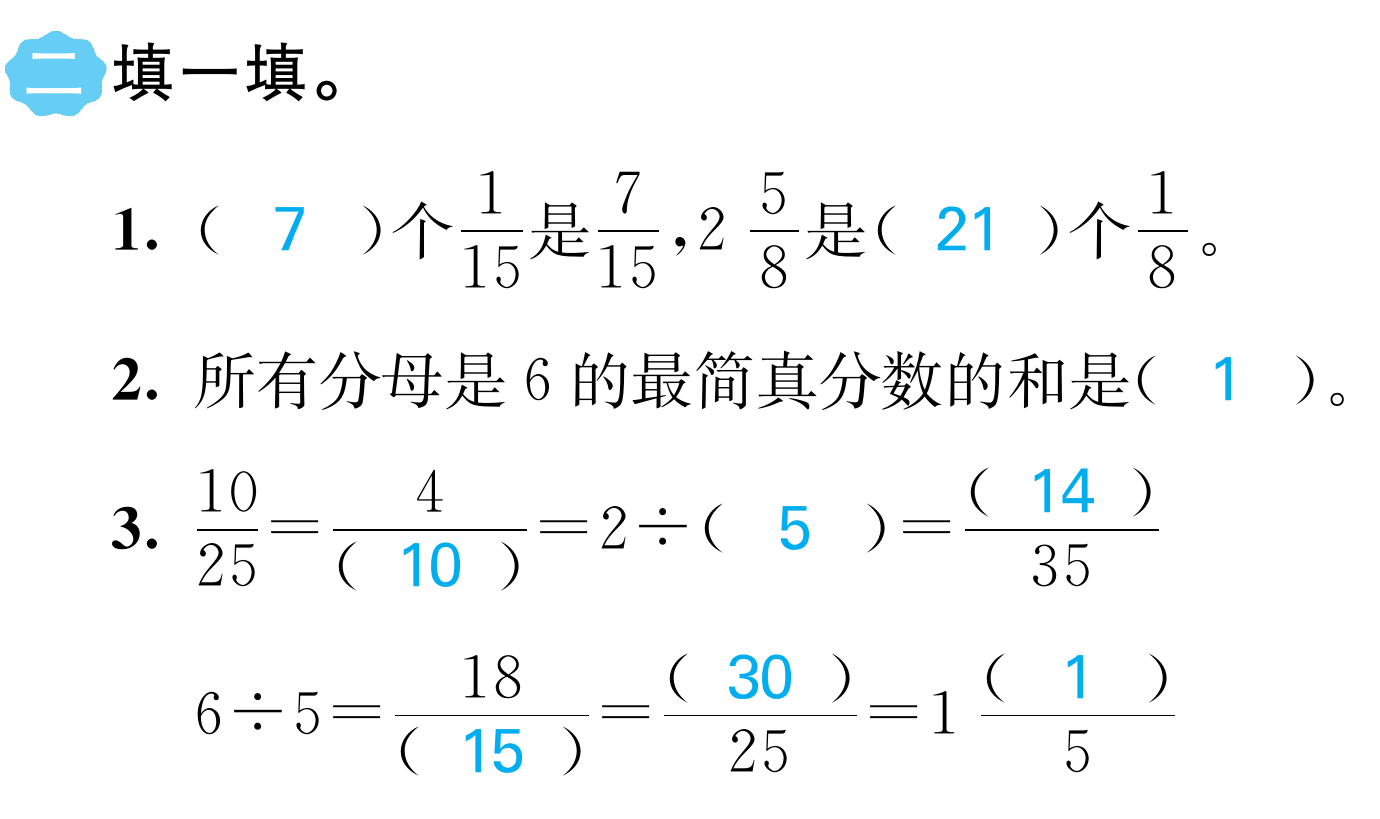 二 填一填。
1. ( 7 )个1/15是7/15,2 5/8是( 21 )个1/8。
2. 所有分母是 6 的最简真分数的和是( 1 )。
3. 10/25=4/( 10 )=2÷( 5 )=( 14 )/35
6÷5=18/( 15 )=( 30 )/25=1 ( 1 )/5